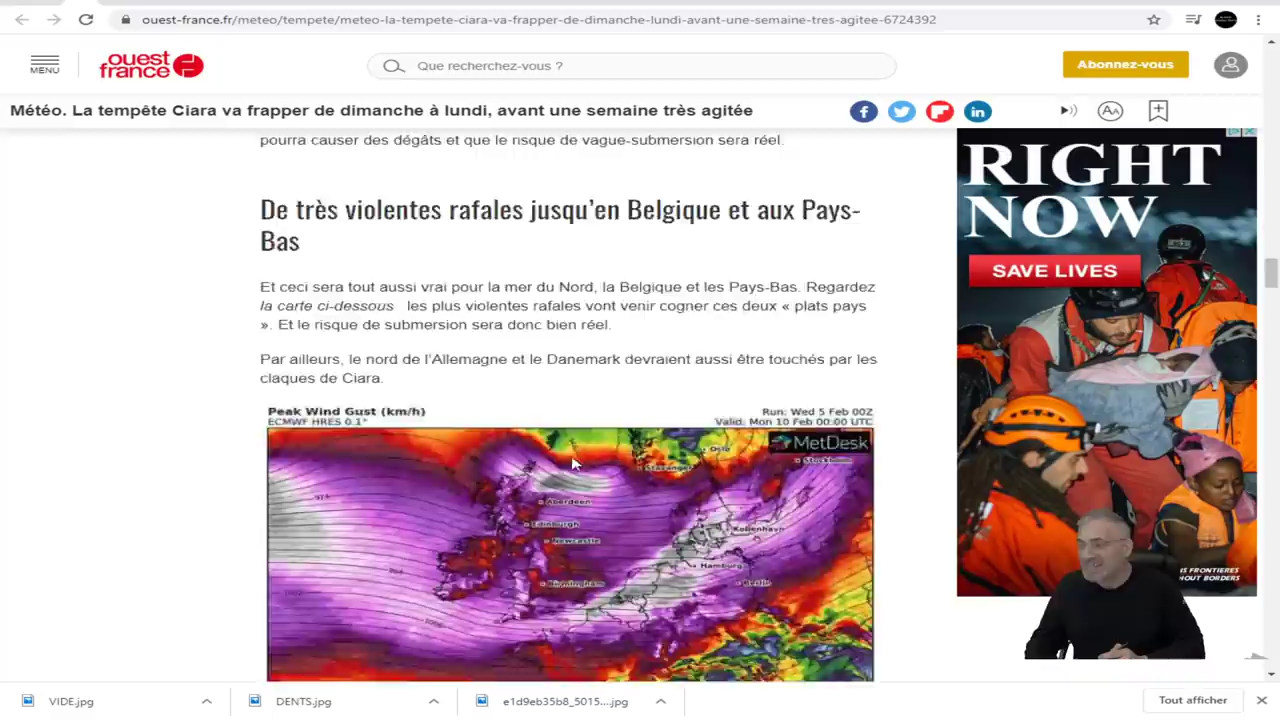 ouest-france.fr/meteo/tempete/meteo-la-tempete-ciara-va-frapper-de-dimanche-lundi-avant-une-semaine-tres-agitee-6724392
MENU
ouest
france
Que recherchez-vous ?
Abonnez-vous
Météo. La tempête Ciara va frapper de dimanche à lundi, avant une semaine très agitée
pourra causer des dégâts et que le risque de vague-submersion sera réel.
De très violentes rafales jusqu'en Belgique et aux Pays-
Bas
Et ceci sera tout aussi vrai pour la mer du Nord, la Belgique et les Pays-Bas. Regardez
la carte ci-dessous les plus violentes rafales vont venir cogner ces deux « plats pays
». Et le risque de submersion sera donc bien réel.
Par ailleurs, le nord de l'Allemagne et le Danemark devraient aussi être touchés par les
claques de Ciara.
Peak Wind Gust (km/h)
Run: Wed 5 Feb 00Z
ECMWF HRES 0.1°
Valid: Mon 10 Feb 00:00 UTC
MetDesk
Oslo
Stockholm
Stavanger
Aberdeen
Edinburgh
Newcastle
Kobenhavn
Hamburg
Birmingham
Berlin
RIGHT
NOW
SAVE LIVES
S FRONTIERES
HOUT BORDERS
VIDE.jpg
DENTS.jpg
e1d9eb35b8_5015....jpg
Tout afficher